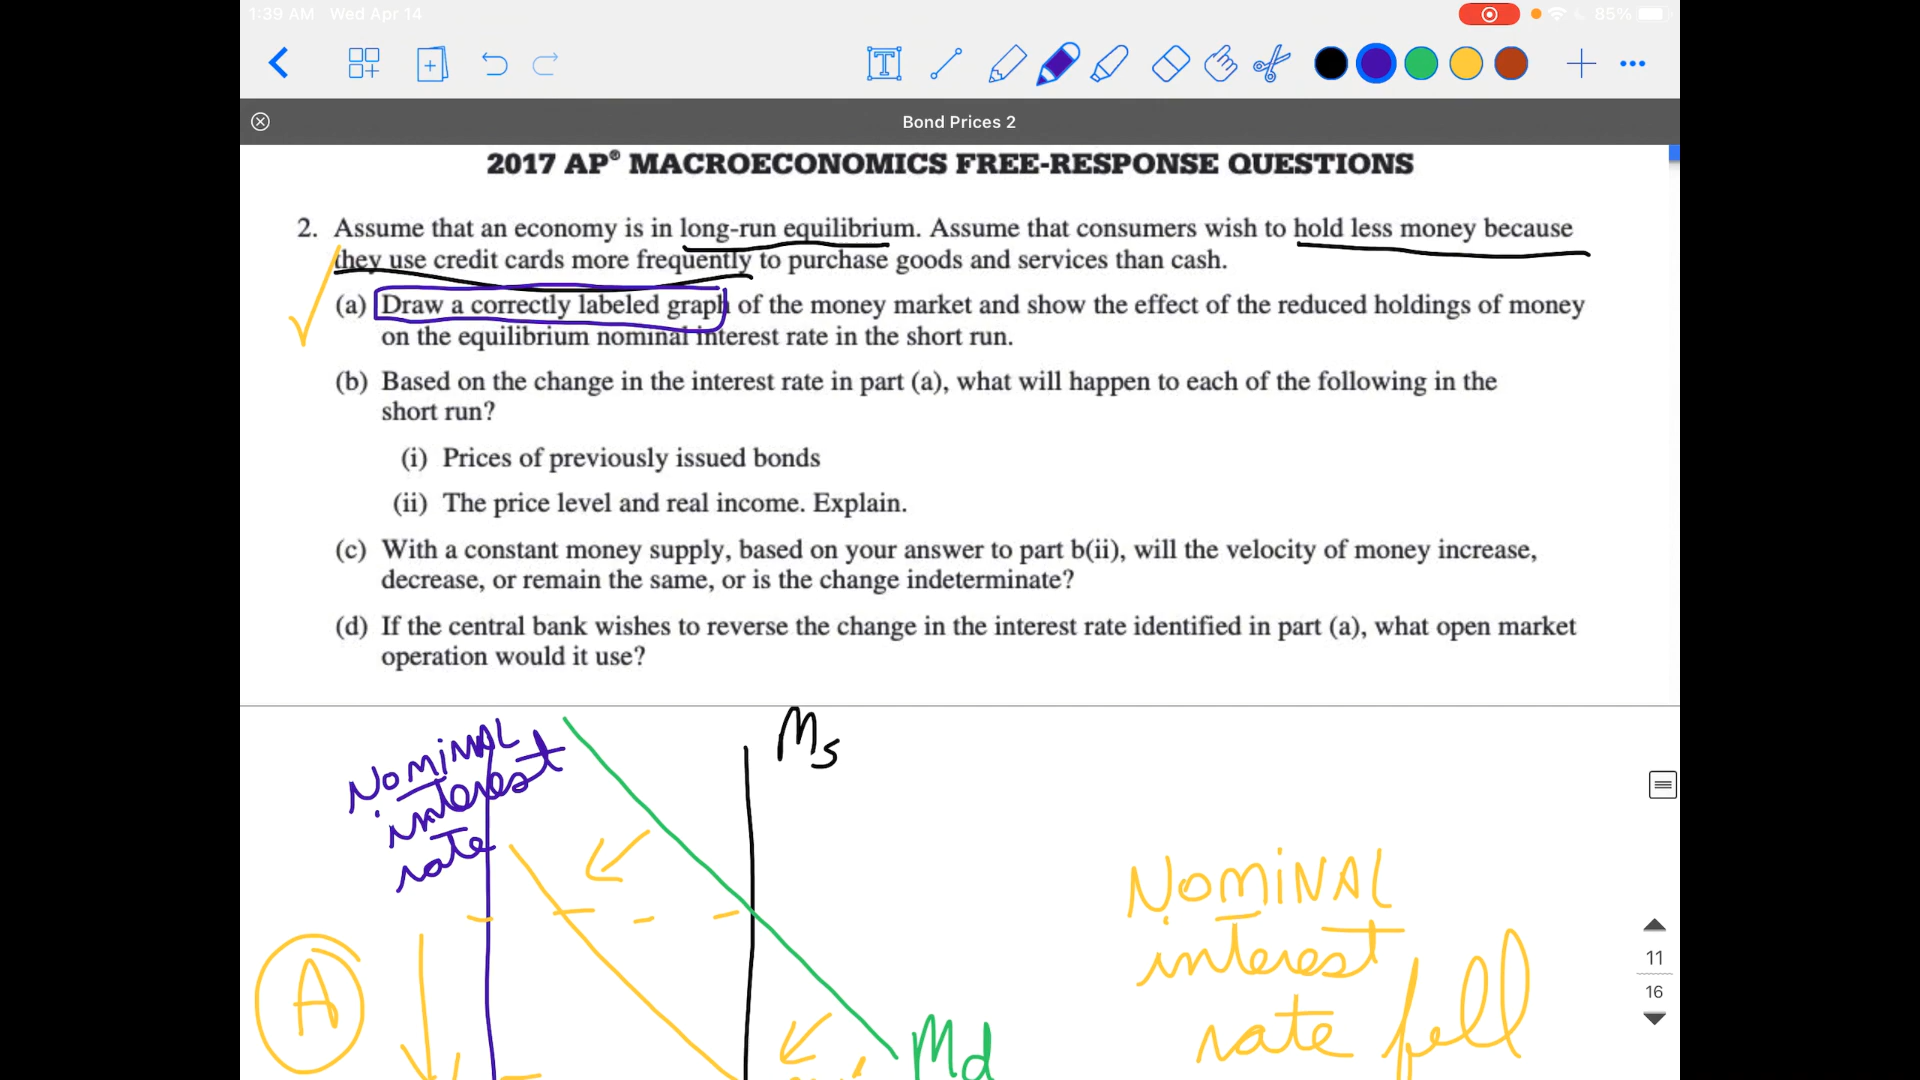 1:39 AM Wed Apr 14
85%
T
Bond Prices 2
2017 AP® MACROECONOMICS FREE-RESPONSE QUESTIONS
2. Assume that an economy is in long-run equilibrium. Assume that consumers wish to hold less money because
they use credit cards more frequently to purchase goods and services than cash.
(a) Draw a correctly labeled graph of the money market and show the effect of the reduced holdings of money
on the equilibrium nominal interest rate in the short run.
(b) Based on the change in the interest rate in part (a), what will happen to each of the following in the
short run?
(i) Prices of previously issued bonds
(ii) The price level and real income. Explain.
(c) With a constant money supply, based on your answer to part b(ii), will the velocity of money increase,
decrease, or remain the same, or is the change indeterminate?
(d) If the central bank wishes to reverse the change in the interest rate identified in part (a), what open market
operation would it use?
NOMINAL
interest
rate
Ms
A
Md
NOMINAL
interest
rate fell
11
16